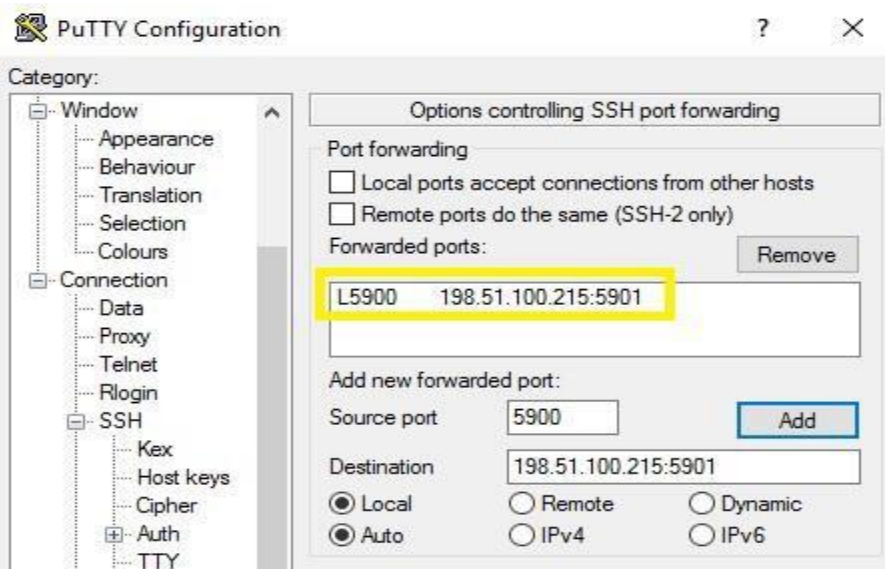 PuTTY Configuration ? ×
Category:
Window
Appearance
Behaviour
Translation
Selection
Colours
Connection
Data
Proxy
Telnet
Rlogin
SSH
Kex
Host keys
Cipher
Auth
TTY
Options controlling SSH port forwarding
Port forwarding
Local ports accept connections from other hosts
Remote ports do the same (SSH-2 only)
Forwarded ports: Remove
L5900 198.51.100.215:5901
Add new forwarded port:
Source port 5900 Add
Destination 198.51.100.215:5901
Local Remote Dynamic
Auto IPv4 IPv6